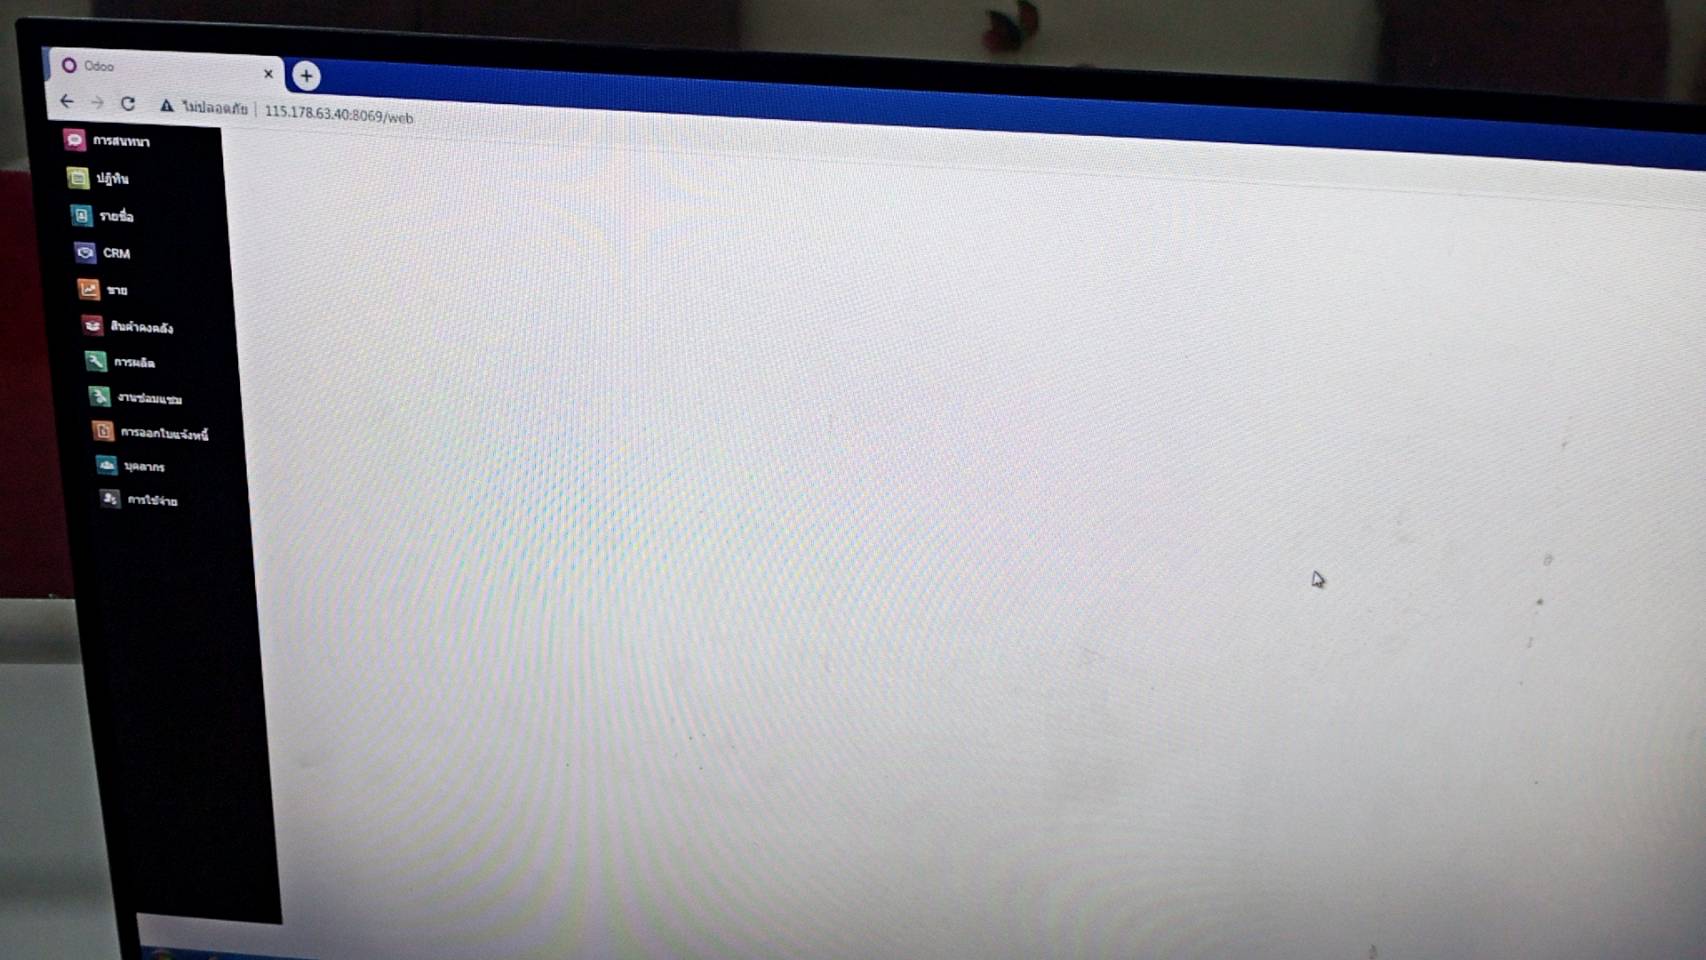 Odoo
ไม่ปลอดภัย | 115.178.63.40:8069/web
การสนทนา
ปฏิทิน
รายชื่อ
CRM
ขาย
สินค้าคงคลัง
การผลิต
งานซ่อมแซม
การออกใบแจ้งหนี้
บุคลากร
การใช้จ่าย